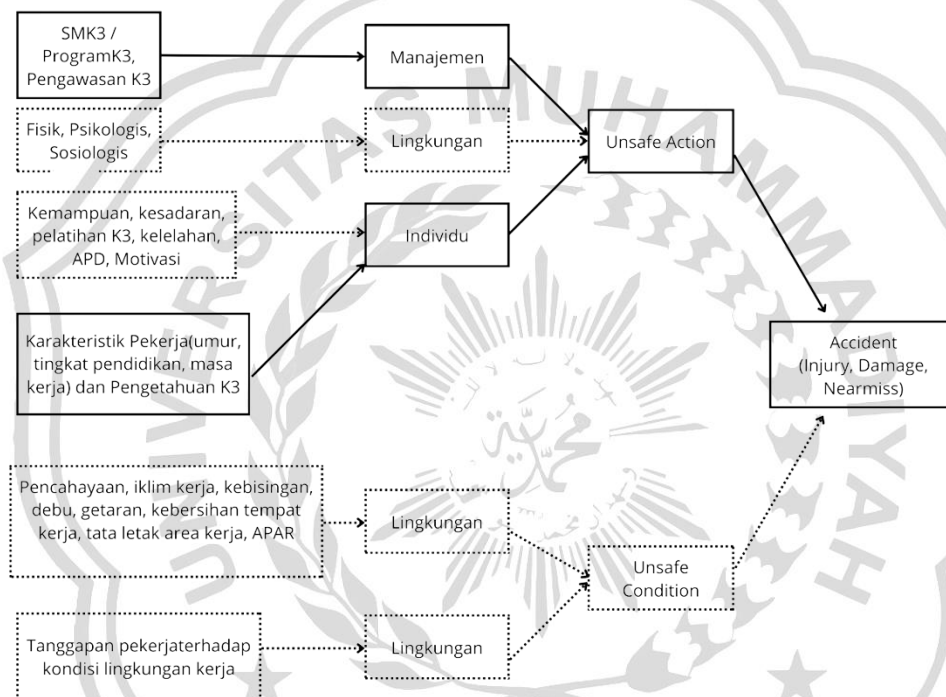 SMK3 /
ProgramK3,
Pengawasan K3
Manajemen
Fisik, Psikologis,
Sosiologis
Lingkungan
Unsafe Action
Kemampuan, kesadaran,
pelatihan K3, kelelahan,
APD, Motivasi
Individu
Karakteristik Pekerja(umur,
tingkat pendidikan, masa
kerja) dan Pengetahuan K3
Accident
(Injury, Damage,
Nearmiss)
Pencahayaan, iklim kerja, kebisingan,
debu, getaran, kebersihan tempat
kerja, tata letak area kerja, APAR
Lingkungan
Unsafe
Condition
Tanggapan pekerjaterhadap
kondisi lingkungan kerja
Lingkungan
UNIVERSITAS MUHAMMADIYAH